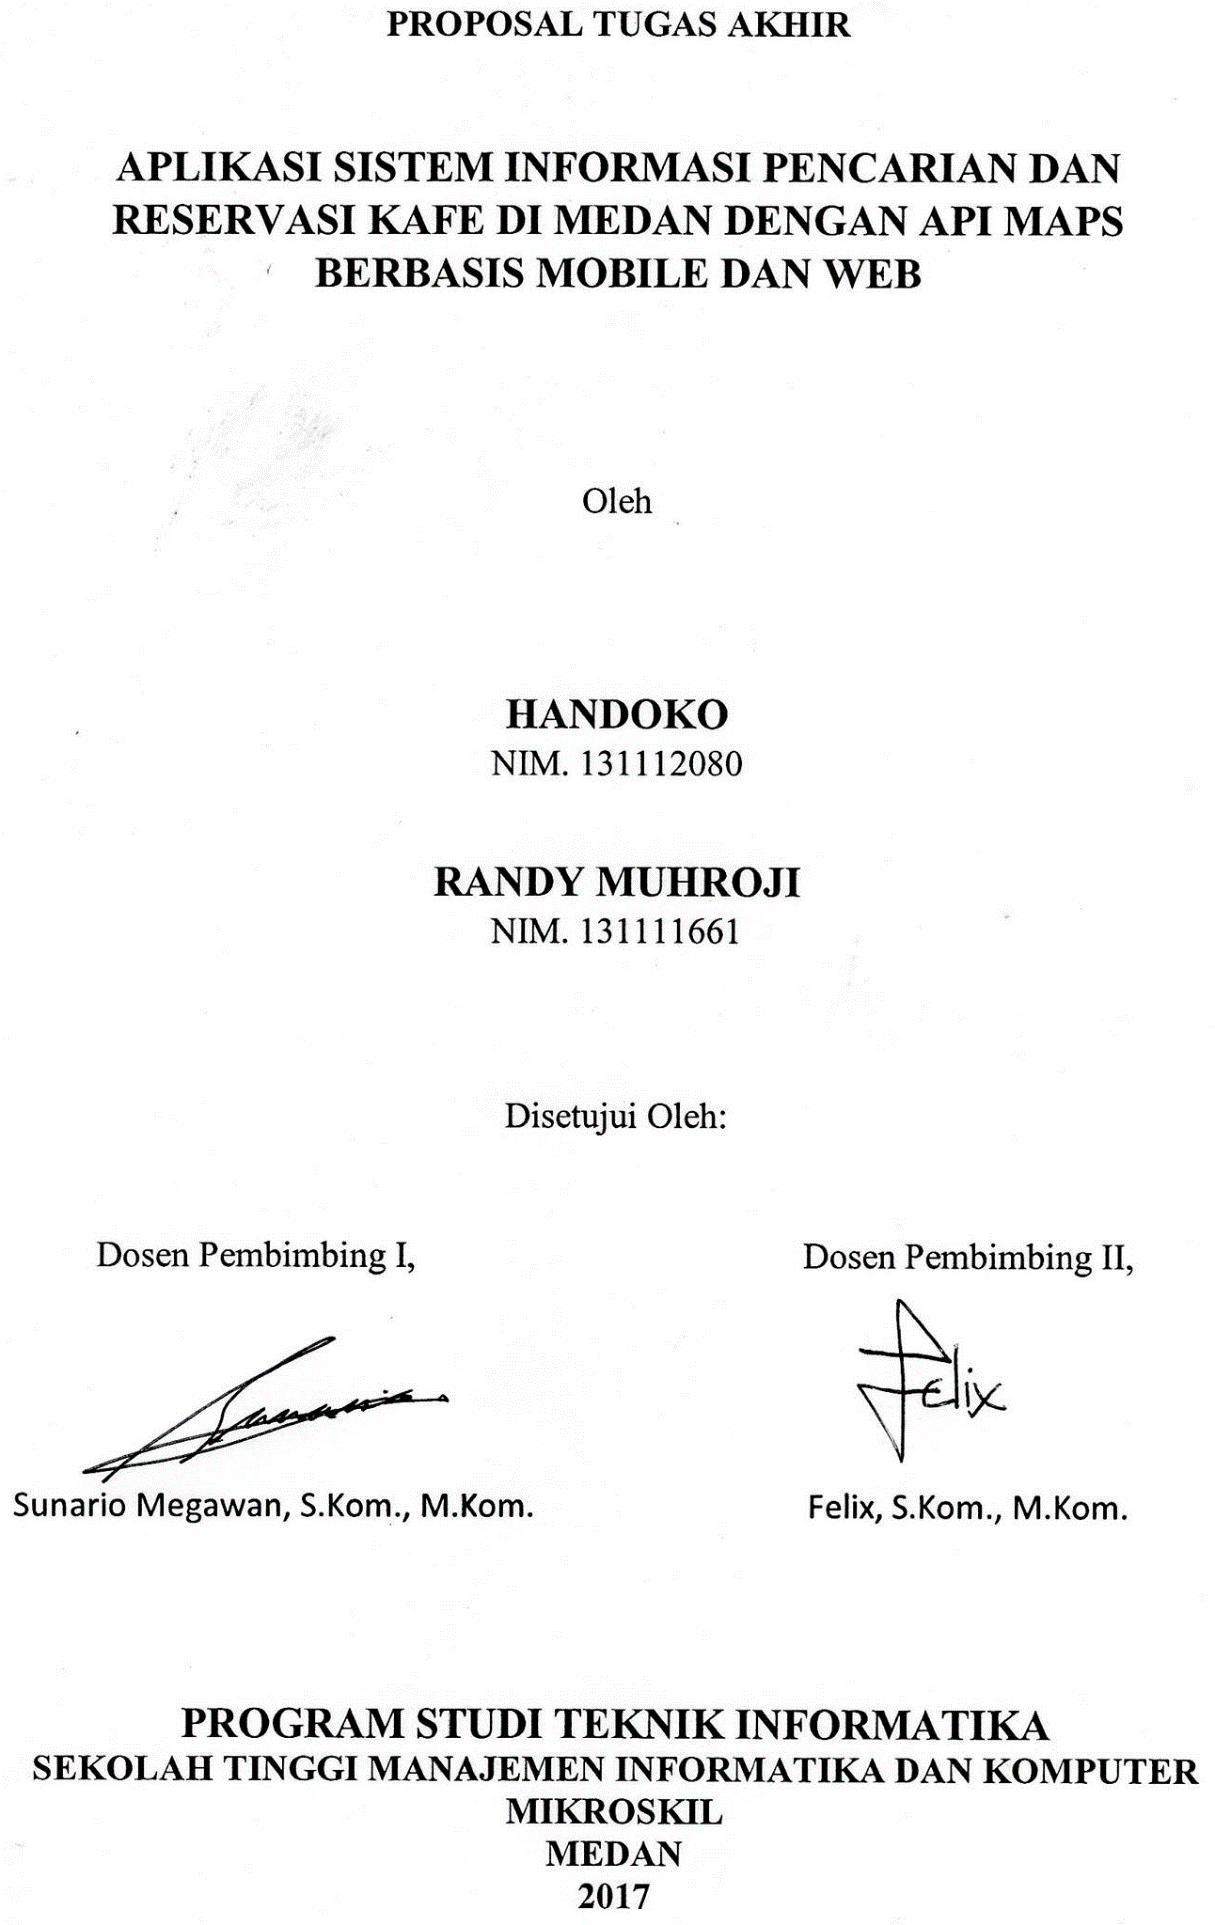 PROPOSAL TUGAS AKHIR
APLIKASI SISTEM INFORMASI PENCARIAN DAN
RESERVASI KAFE DI MEDAN DENGAN API MAPS
BERBASIS MOBILE DAN WEB
Oleh
HANDOKO
NIM. 131112080
RANDY MUHROJI
NIM. 131111661
Disetujui Oleh:
Dosen Pembimbing I,
Dosen Pembimbing II,
Felix
Sunario Megawan, S.Kom., M.Kom.
Felix, S.Kom., M.Kom.
PROGRAM STUDI TEKNIK INFORMATIKA
SEKOLAH TINGGI MANAJEMEN INFORMATIKA DAN KOMPUTER
MIKROSKIL
MEDAN
2017